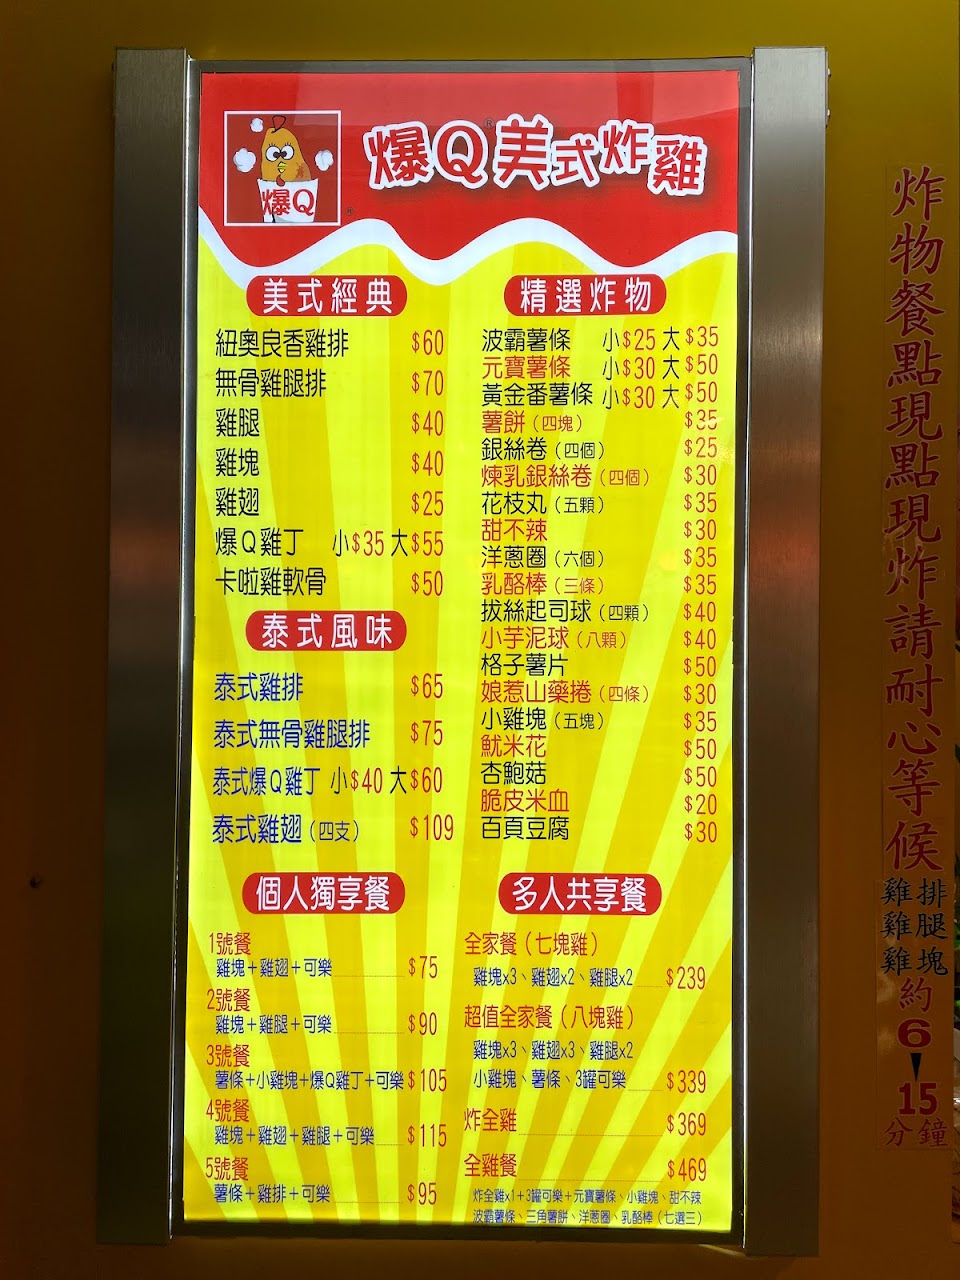 爆Q
爆Q®美式炸雞
美式經典
紐奧良香雞排 $60
無骨雞腿排 $70
雞腿 $40
雞塊 $40
雞翅 $25
爆Q雞丁 小$35 大$55
卡啦雞軟骨 $50
泰式風味
泰式雞排 $65
泰式無骨雞腿排 $75
泰式爆Q雞丁 小$40 大$60
泰式雞翅(四支) $109
精選炸物
波霸薯條 小$25 大$35
元寶薯條 小$30 大$50
黃金番薯條 小$30 大$50
薯餅(四塊) $35
銀絲卷(四個) $25
煉乳銀絲卷(四個) $30
花枝丸(五顆) $35
甜不辣 $30
洋蔥圈(六個) $35
乳酪棒(三條) $35
拔絲起司球(四顆) $40
小芋泥球(八顆) $40
格子薯片 $50
娘惹山藥捲(四條) $30
小雞塊(五塊) $35
魷米花 $50
杏鮑菇 $50
脆皮米血 $20
百頁豆腐 $30
個人獨享餐
1號餐
雞塊+雞翅+可樂 $75
2號餐
雞塊+雞腿+可樂 $90
3號餐
薯條+小雞塊+爆Q雞丁+可樂 $105
4號餐
雞塊+雞翅+雞腿+可樂 $115
5號餐
薯條+雞排+可樂 $95
多人共享餐
全家餐(七塊雞)
雞塊x3、雞翅x2、雞腿x2 $239
超值全家餐(八塊雞)
雞塊x3、雞翅x3、雞腿x2
小雞塊、薯條、3罐可樂 $339
炸全雞 $369
全雞餐 $469
炸全雞x1+3罐可樂+元寶薯條、小雞塊、甜不辣
波霸薯條、三角薯餅、洋蔥圈、乳酪棒(七選三)
炸物餐點現點現炸請耐心等候
雞排
雞腿
雞塊
約
6
15
分鐘